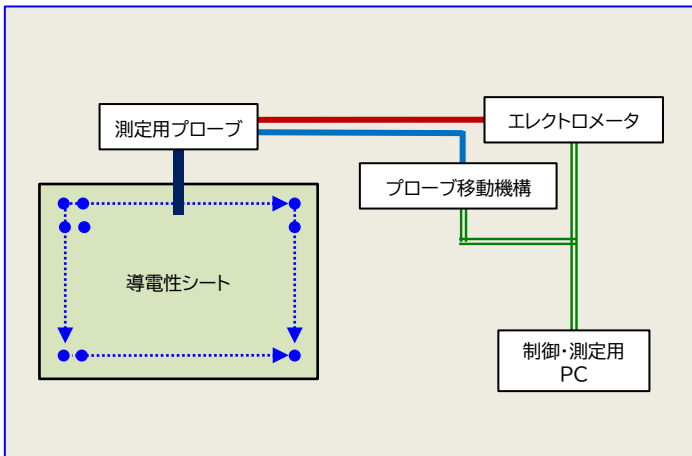 測定用プローブ
エレクトロメータ
プローブ移動機構
導電性シート
制御・測定用
PC